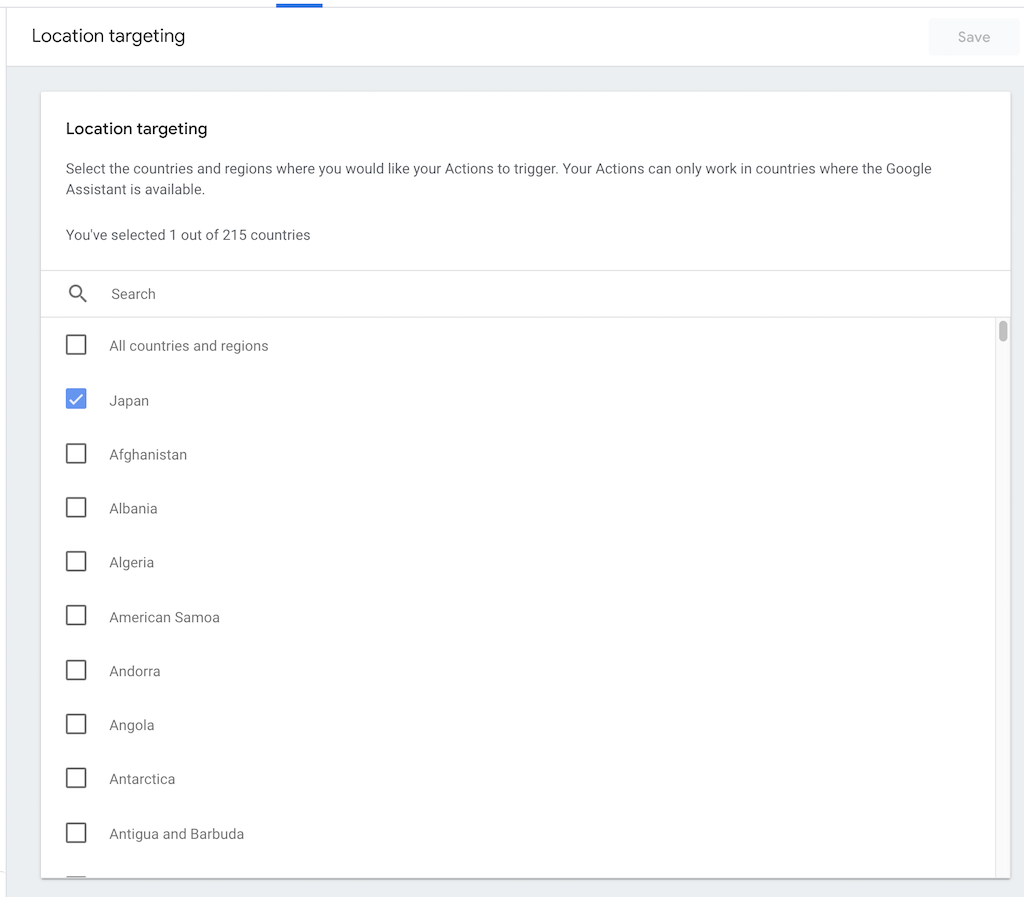 Location targeting
Save
Location targeting
Select the countries and regions where you would like your Actions to trigger. Your Actions can only work in countries where the Google
Assistant is available.
You've selected 1 out of 215 countries
Search
All countries and regions
Japan
Afghanistan
Albania
Algeria
American Samoa
Andorra
Angola
Antarctica
Antigua and Barbuda